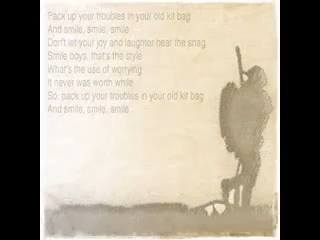 Pack up your troubles in your old kit bag
And smile, smile, smile
Don't let your joy and laughter hear the snag
Smile boys, that's the style
What's the use of worrying
It never was worth while
So, pack up your troubles in your old kit bag
And smile, smile, smile